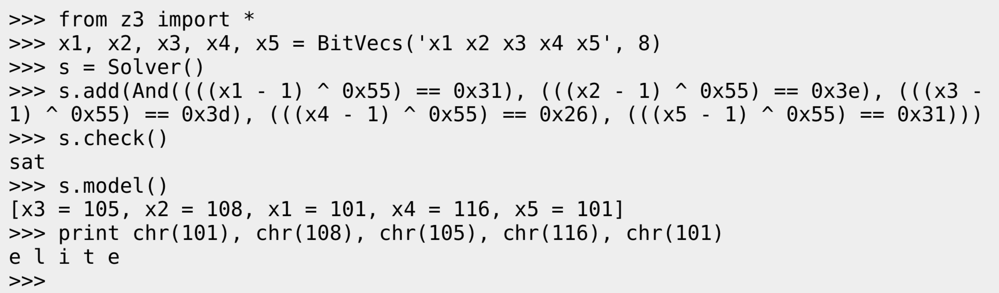 >>> from z3 import *
>>> x1, x2, x3, x4, x5 = BitVecs('x1 x2 x3 x4 x5', 8)
>>> s = Solver()
>>> s.add(And((((x1 - 1) ^ 0x55) == 0x31), (((x2 - 1) ^ 0x55) == 0x3e), (((x3 -
1) ^ 0x55) == 0x3d), (((x4 - 1) ^ 0x55) == 0x26), (((x5 - 1) ^ 0x55) == 0x31)))
>>> s.check()
sat
>>> s.model()
[x3 = 105, x2 = 108, x1 = 101, x4 = 116, x5 = 101]
>>> print chr(101), chr(108), chr(105), chr(116), chr(101)
e l i t e
>>>